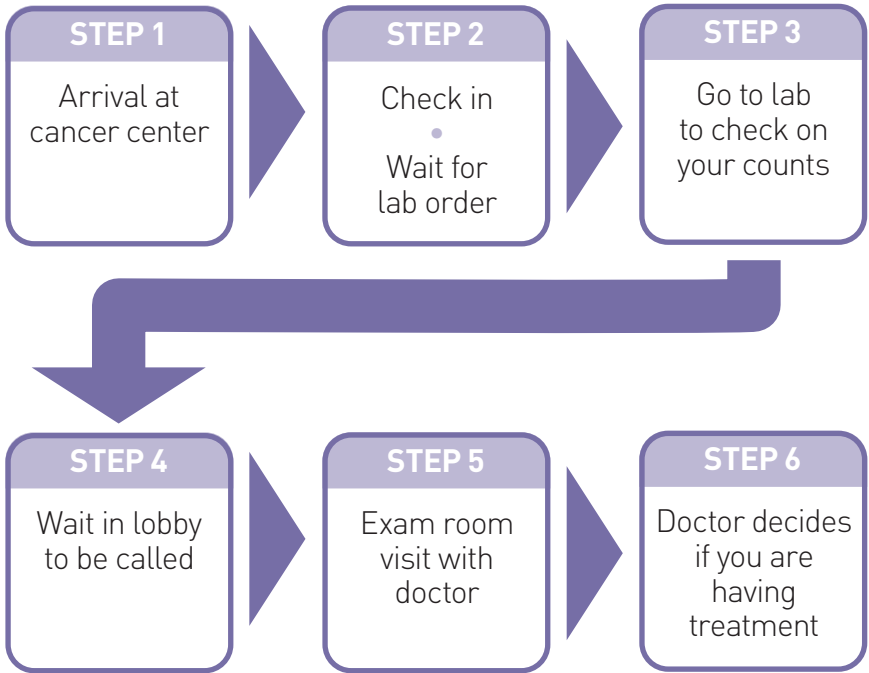 STEP 1
Arrival at
cancer center
STEP 2
Check in
•
Wait for
lab order
STEP 3
Go to lab
to check on
your counts
STEP 4
Wait in lobby
to be called
STEP 5
Exam room
visit with
doctor
STEP 6
Doctor decides
if you are
having
treatment